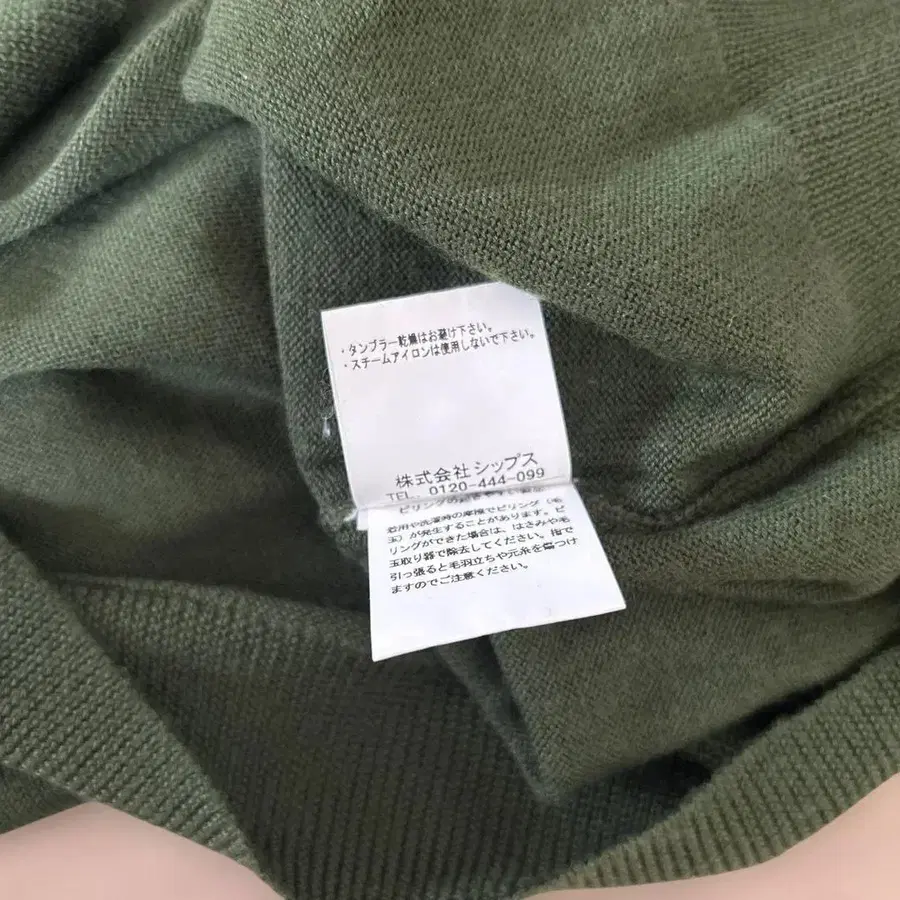 ・タンブラー乾燥はお避け下さい。
・スチームアイロンは使用しないで下さい。
株式会社シップス
TEL. 0120-444-099
着用や洗濯時の摩擦でピリング（毛
玉）が発生することがあります。ピ
リングができた場合は、はさみや毛
玉取り器で除去してください。指で
引っ張ると毛羽立ちや元糸を傷つけ
ますのでご注意ください。